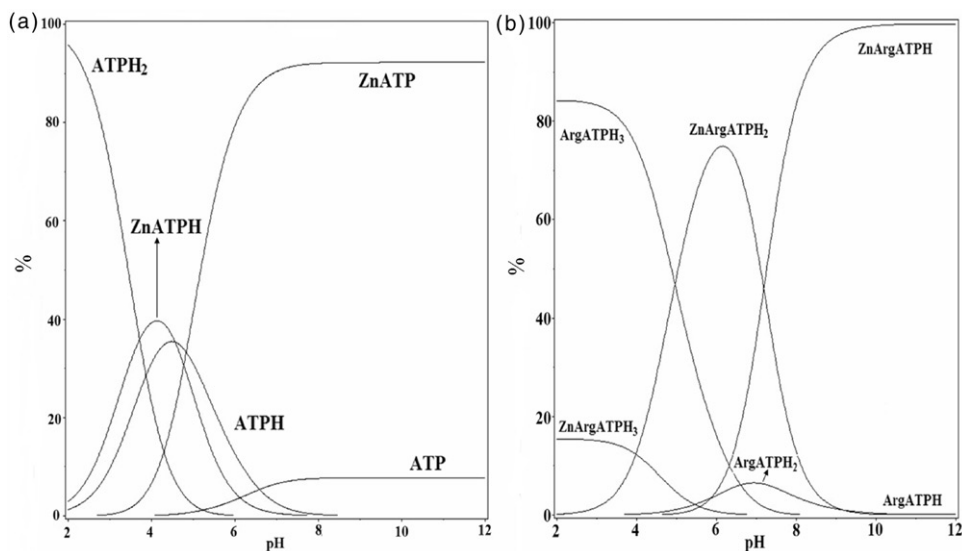 (a)
100
80
60
40
20
0
%
ATPH₂
ZnATP
ZnATPH
ATPH
ATP
2 4 6 8 10 12
pH
(b)
100
80
60
40
20
0
%
ZnArgATPH
ArgATPH₃
ZnArgATPH₂
ZnArgATPH₃
ArgATPH₂
ArgATPH
2 4 6 8 10 12
pH